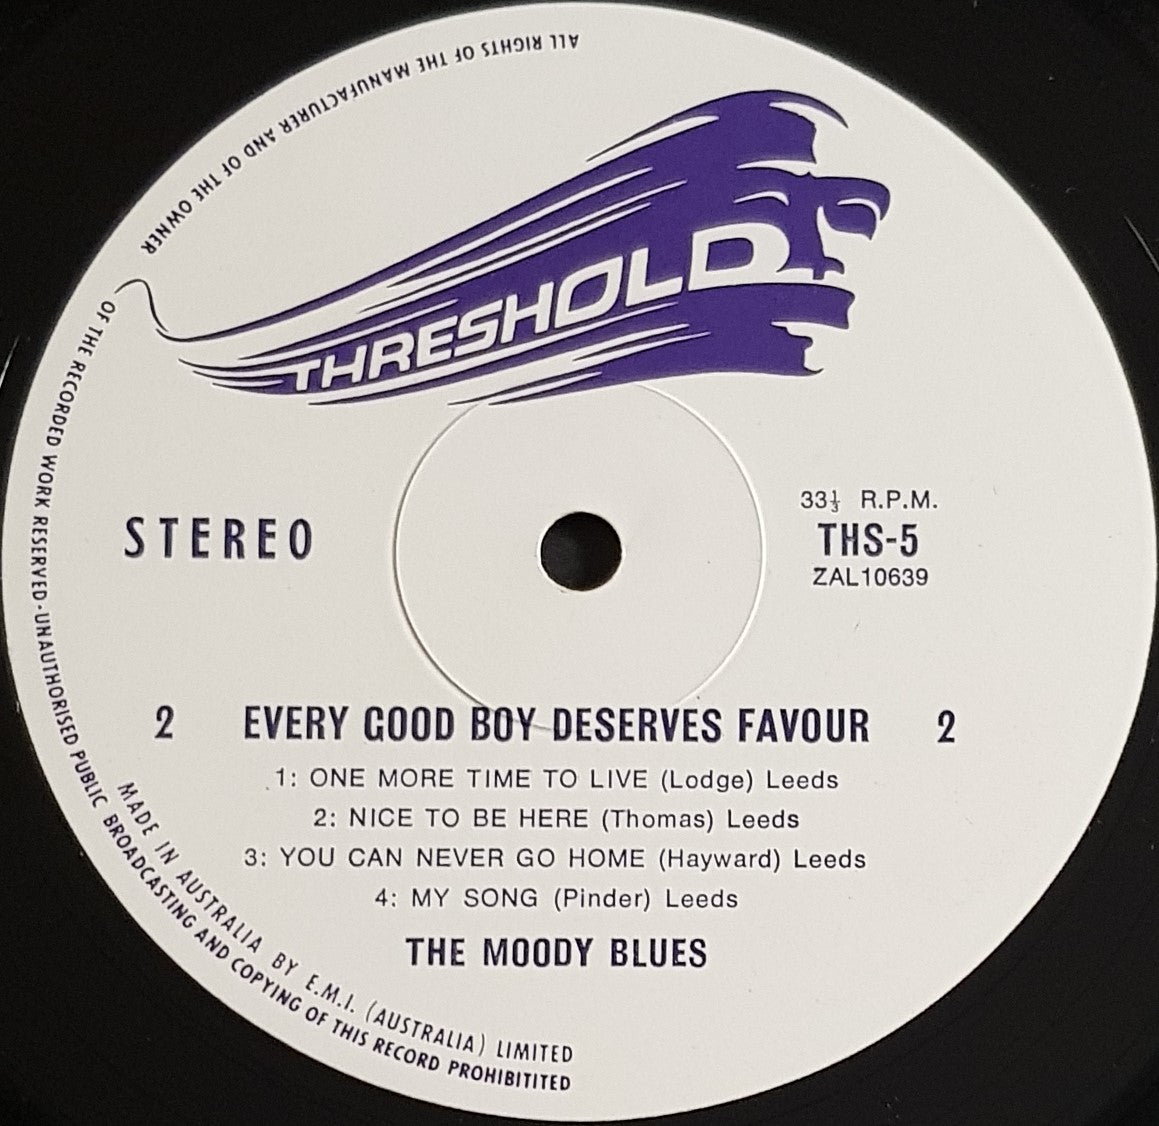 ALL RIGHTS OF THE MANUFACTURER AND OF THE OWNER
OF THE RECORDED WORK RESERVED·UNAUTHORISED PUBLIC BROADCASTING AND COPYING OF THIS RECORD PROHIBITITED
THRESHOLD
STEREO
33⅓ R.P.M.
THS-5
ZAL10639
2 EVERY GOOD BOY DESERVES FAVOUR 2
1: ONE MORE TIME TO LIVE (Lodge) Leeds
2: NICE TO BE HERE (Thomas) Leeds
3: YOU CAN NEVER GO HOME (Hayward) Leeds
4: MY SONG (Pinder) Leeds
THE MOODY BLUES
MADE IN AUSTRALIA BY E.M.I. (AUSTRALIA) LIMITED